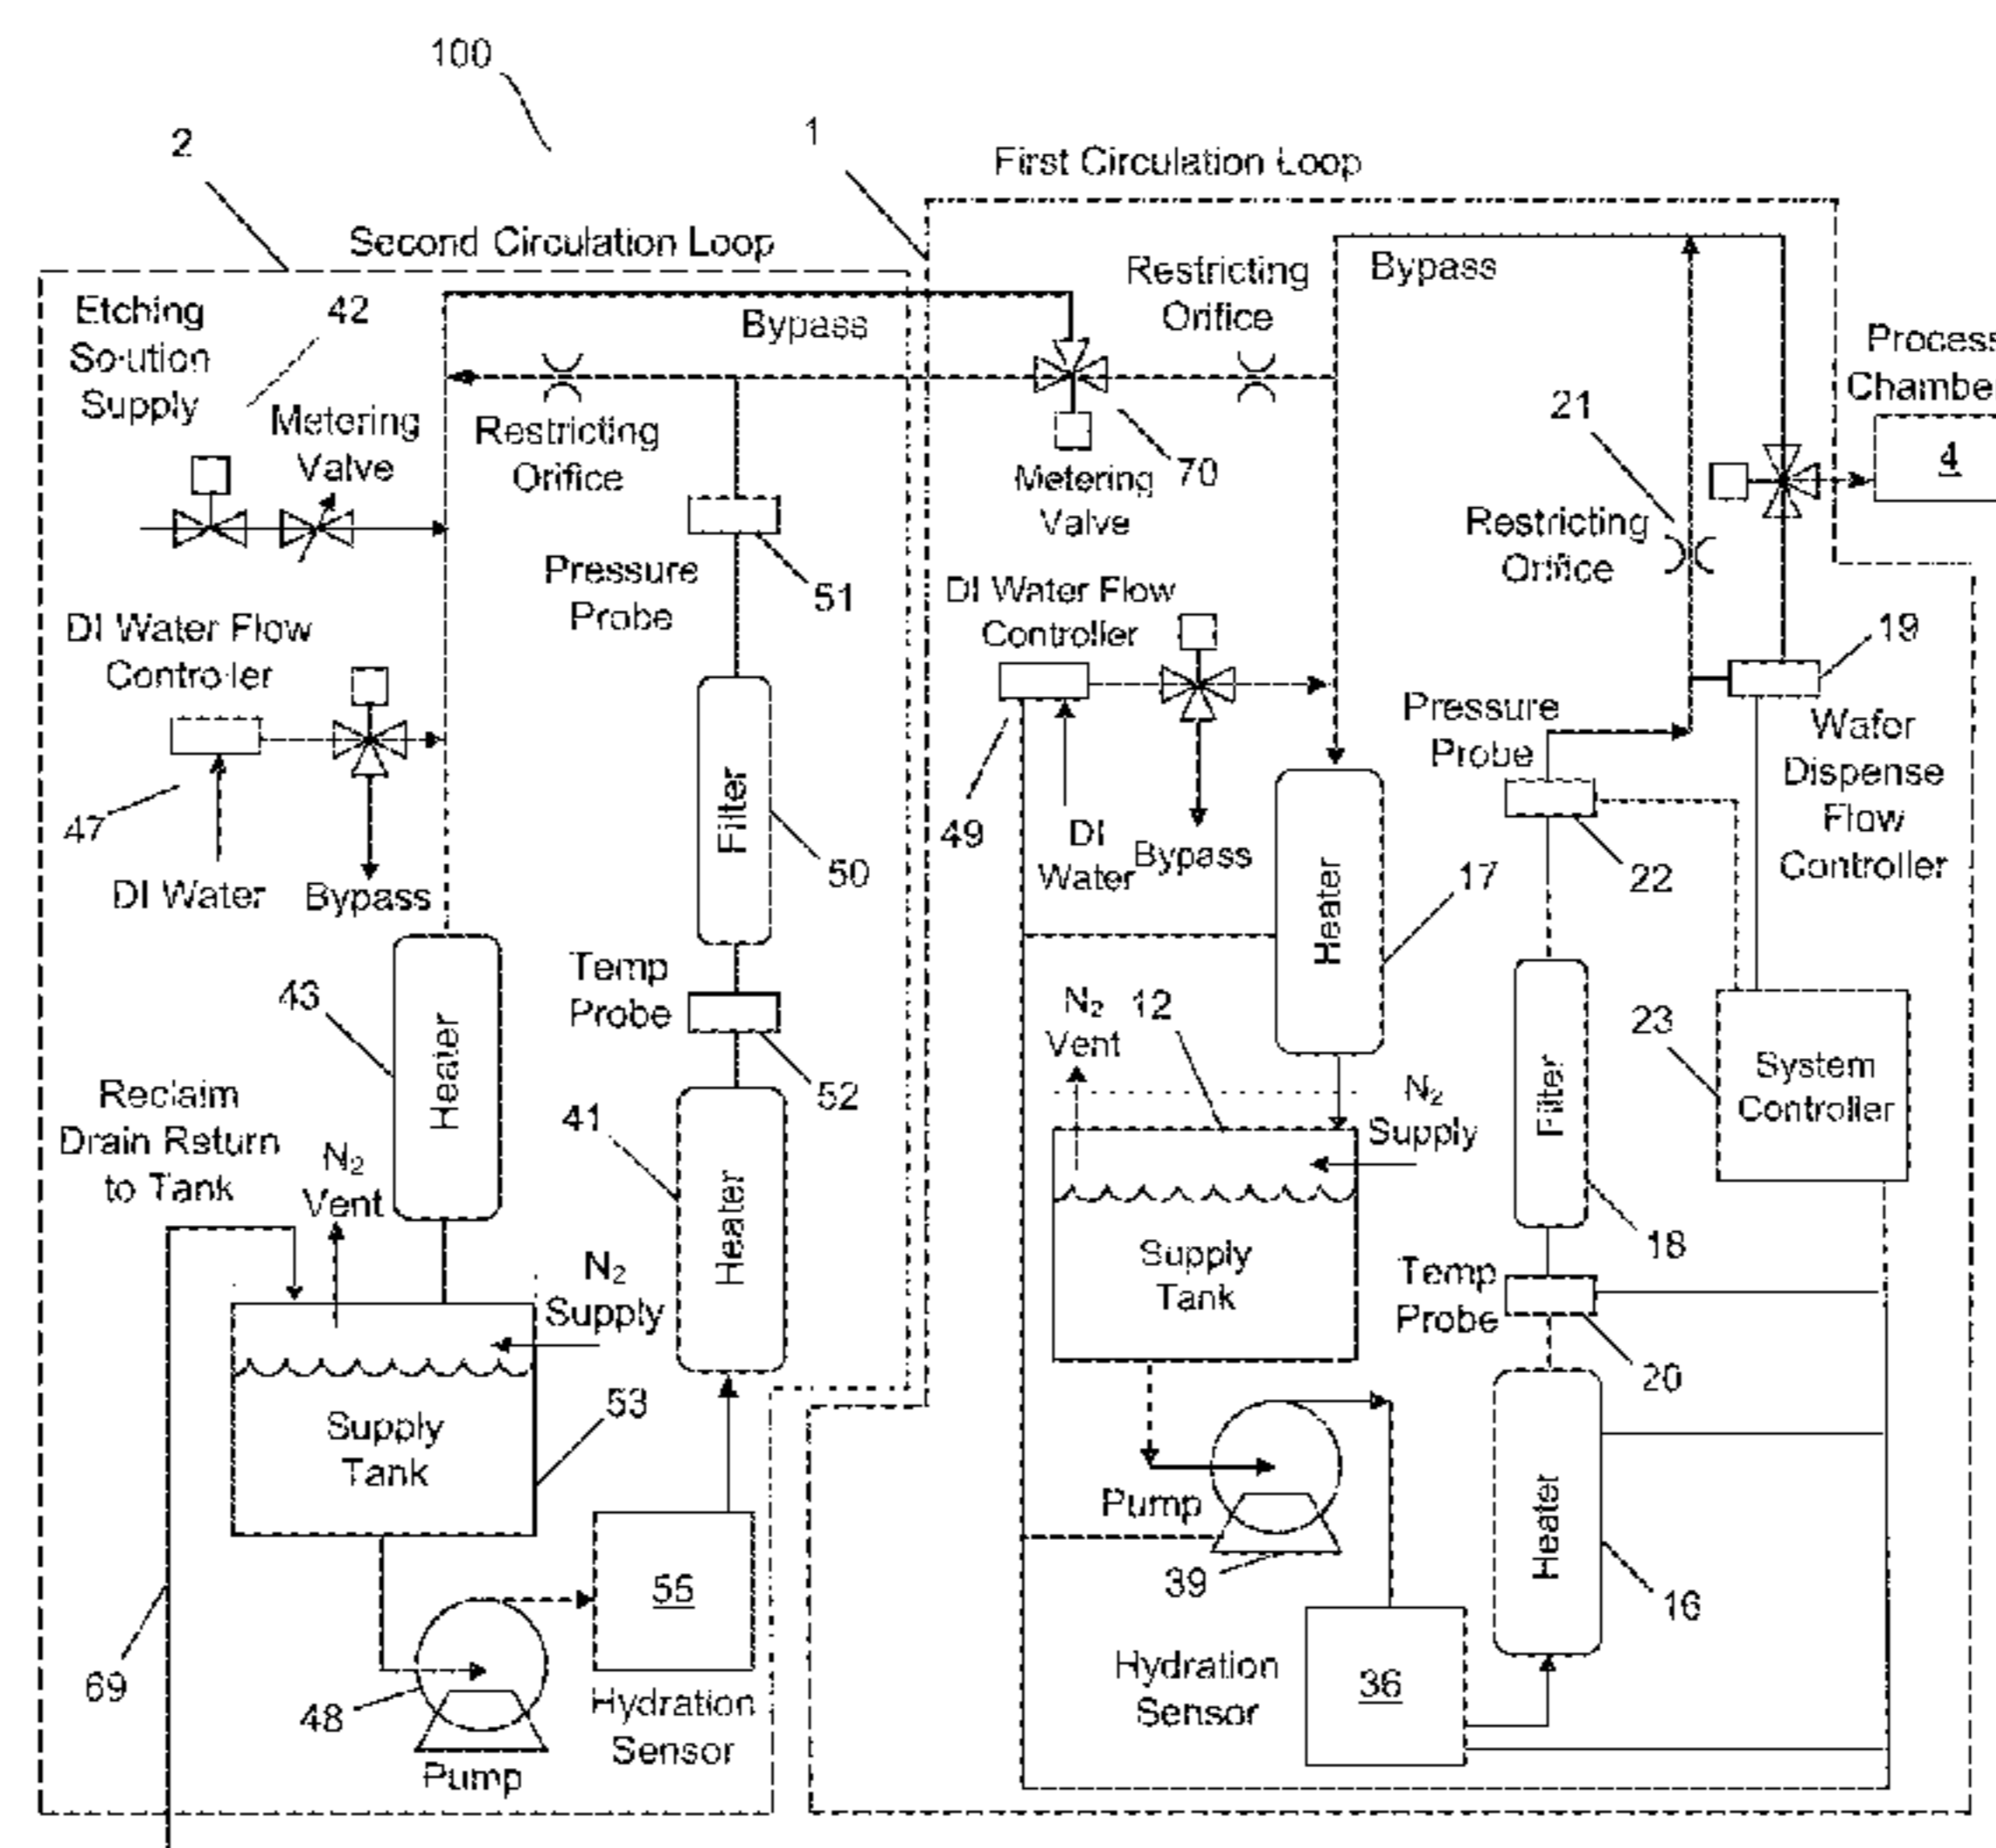 100
2
1
First Circulation Loop
Second Circulation Loop
Etching
So-ution
Supply
42
Metering
Valve
Bypass
Restricting
Orifice
Restricting
Orifice
Bypass
Process
Chambe
4
21
Restricting
Orifice
70
Metering
Valve
Pressure
Probe
51
DI Water Flow
Controller
DI Water Flow
Contro-ler
47
DI Water
Bypass
Filter
50
49
DI
Water
Bypass
Heater
17
Pressure
Probe
22
19
Wafer
Dispense
Flow
Controller
43
Heater
Temp
Probe
52
N2
Vent
12
N2
Supply
Filter
18
23
System
Controller
Reclaim
Drain Return
to Tank
N2
Vent
41
Heater
N2
Supply
Supply
Tank
Temp
Probe
20
Supply
Tank
53
Pump
39
Heater
16
69
48
Pump
55
Hydration
Sensor
Hydration
Sensor
36